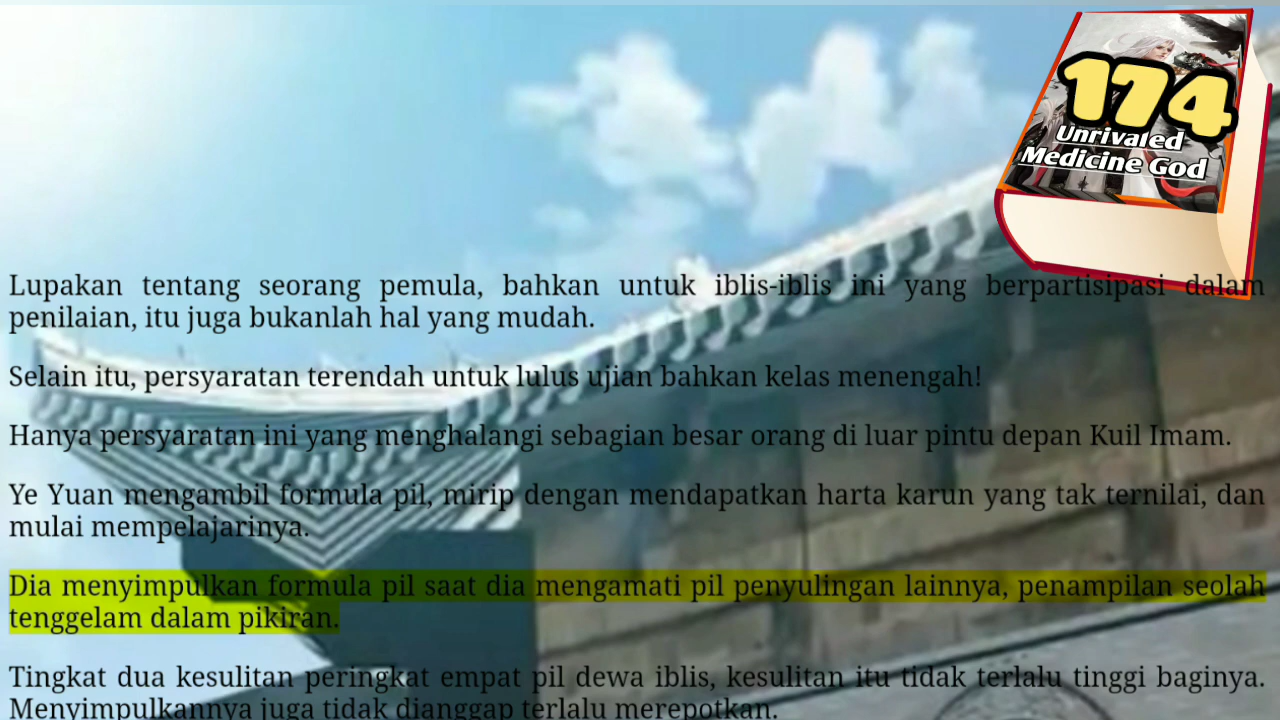 174
Unrivaled
Medicine God
Lupakan tentang seorang pemula, bahkan untuk iblis-iblis ini yang berpartisipasi dalam
penilaian, itu juga bukanlah hal yang mudah.
Selain itu, persyaratan terendah untuk lulus ujian bahkan kelas menengah!
Hanya persyaratan ini yang menghalangi sebagian besar orang di luar pintu depan Kuil Imam.
Ye Yuan mengambil formula pil, mirip dengan mendapatkan harta karun yang tak ternilai, dan
mulai mempelajarinya.
Dia menyimpulkan formula pil saat dia mengamati pil penyulingan lainnya, penampilan seolah
tenggelam dalam pikiran.
Tingkat dua kesulitan peringkat empat pil dewa iblis, kesulitan itu tidak terlalu tinggi baginya.
Menyimpulkannya juga tidak dianggap terlalu merepotkan.